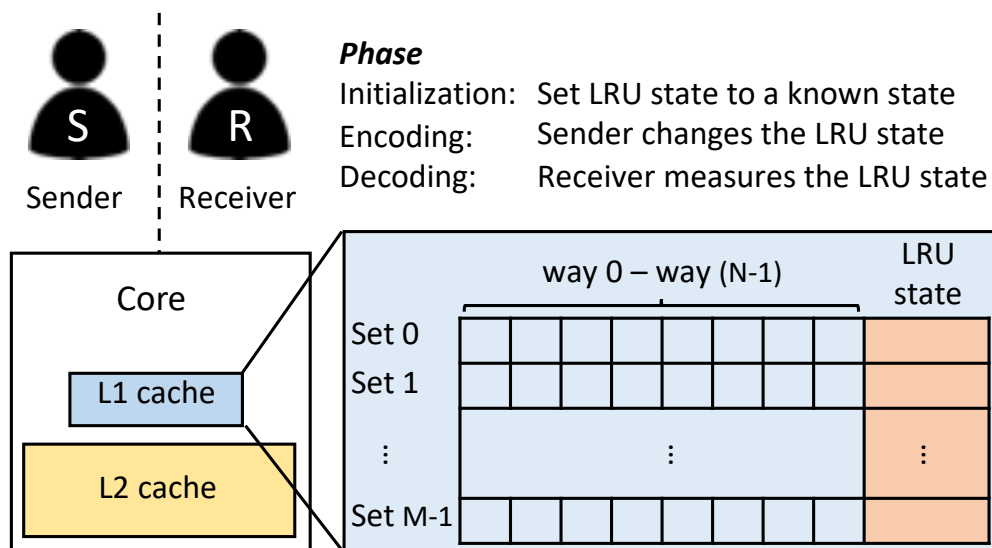 S
R
Sender
Receiver
Phase
Initialization: Set LRU state to a known state
Encoding: Sender changes the LRU state
Decoding: Receiver measures the LRU state
Core
L1 cache
L2 cache
way 0 – way (N-1)
LRU
state
Set 0
Set 1
⋮ ⋮ ⋮
Set M-1